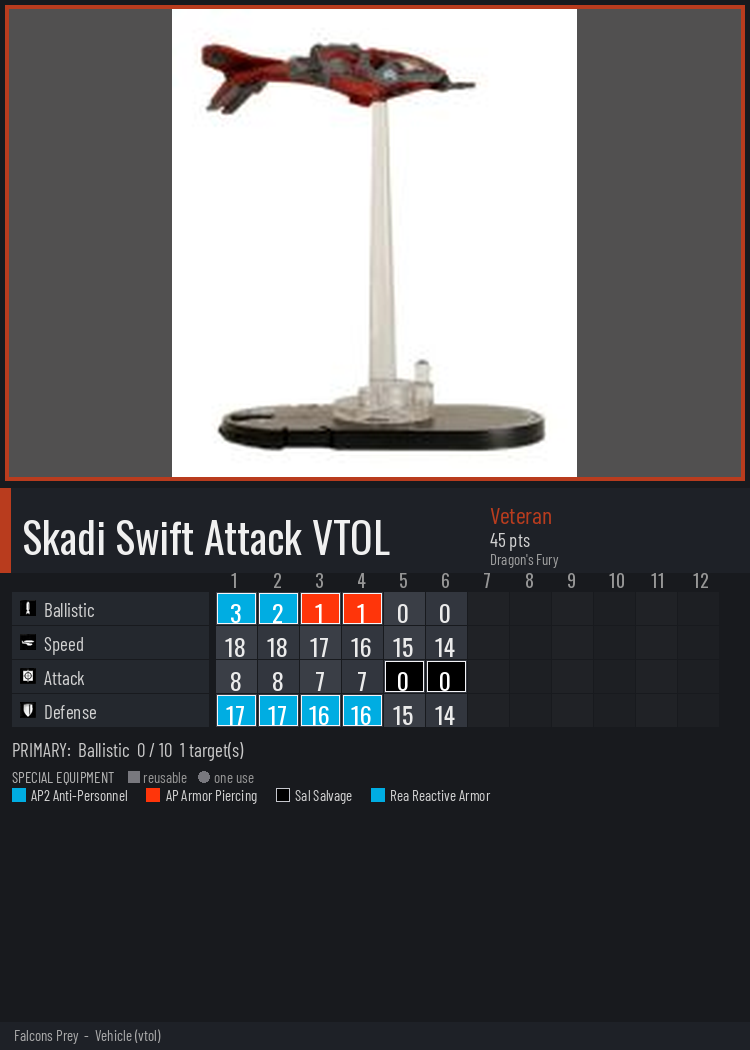 Skadi Swift Attack VTOL
Veteran
45 pts
Dragon's Fury
1 2 3 4 5 6 7 8 9 10 11 12
Ballistic 3 2 1 1 0 0
Speed 18 18 17 16 15 14
Attack 8 8 7 7 0 0
Defense 17 17 16 16 15 14
PRIMARY: Ballistic 0 / 10 1 target(s)
SPECIAL EQUIPMENT reusable one use
AP2 Anti-Personnel AP Armor Piercing Sal Salvage Rea Reactive Armor
Falcons Prey - Vehicle (vtol)